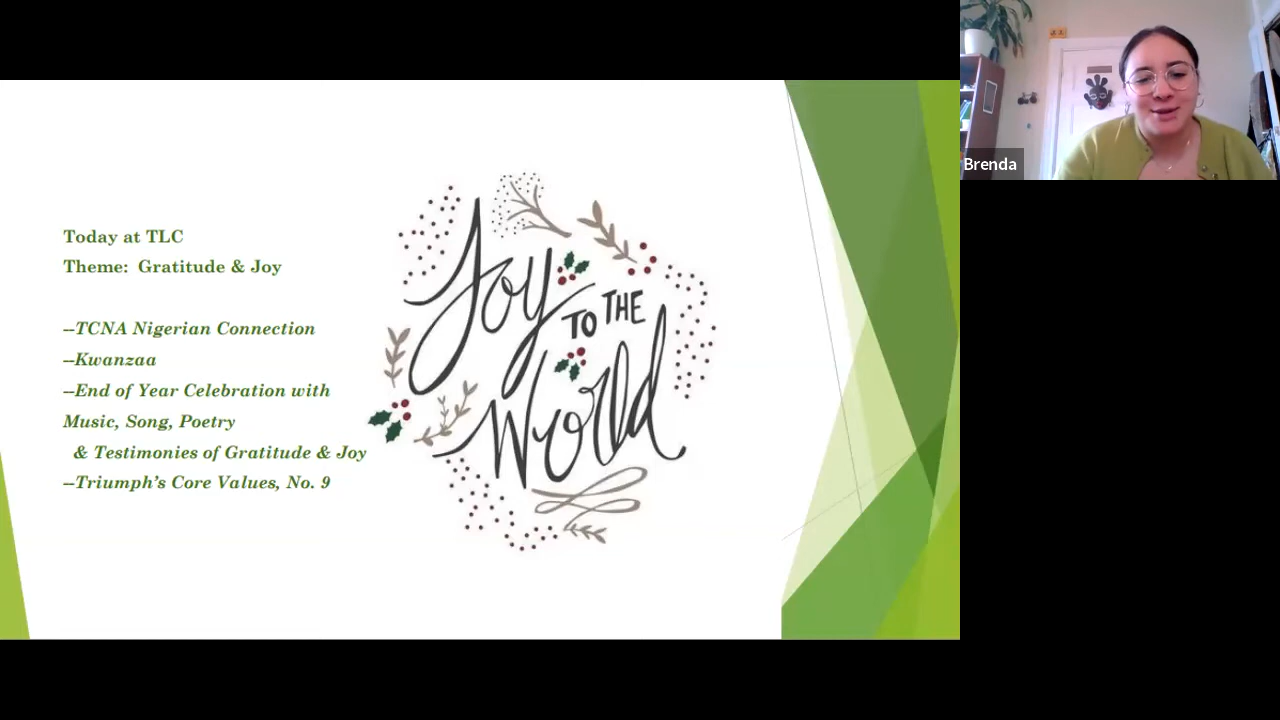 Today at TLC
Theme:  Gratitude & Joy
--TCNA Nigerian Connection
--Kwanzaa
--End of Year Celebration with
Music, Song, Poetry
& Testimonies of Gratitude & Joy
--Triumph's Core Values, No. 9
Joy
TO THE
World
Brenda